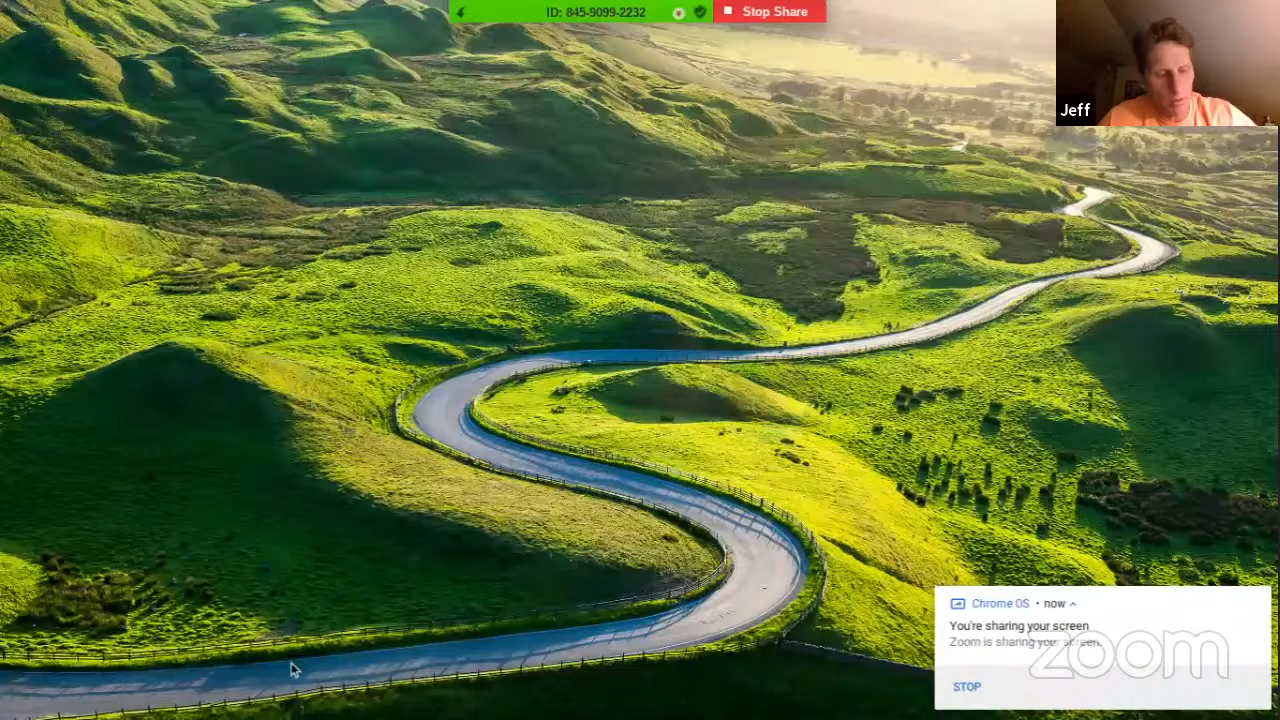 ID: 845-9099-2232
Stop Share
Jeff
Chrome OS • now
You're sharing your screen
Zoom is sharing your screen.
STOP
zoom